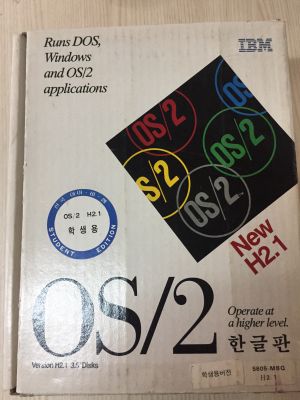 Runs DOS,
Windows
and OS/2
applications
IBM
OS/2
OS/2
OS/2
OS/2
OS/2
New
H2.1
OS/2 H2.1
학생용
STUDENT EDITION
OS/2
Operate at
a higher level.
한글판
Version H2.1 3.5" Disks
학생용버전
5605-MBQ
H2.1